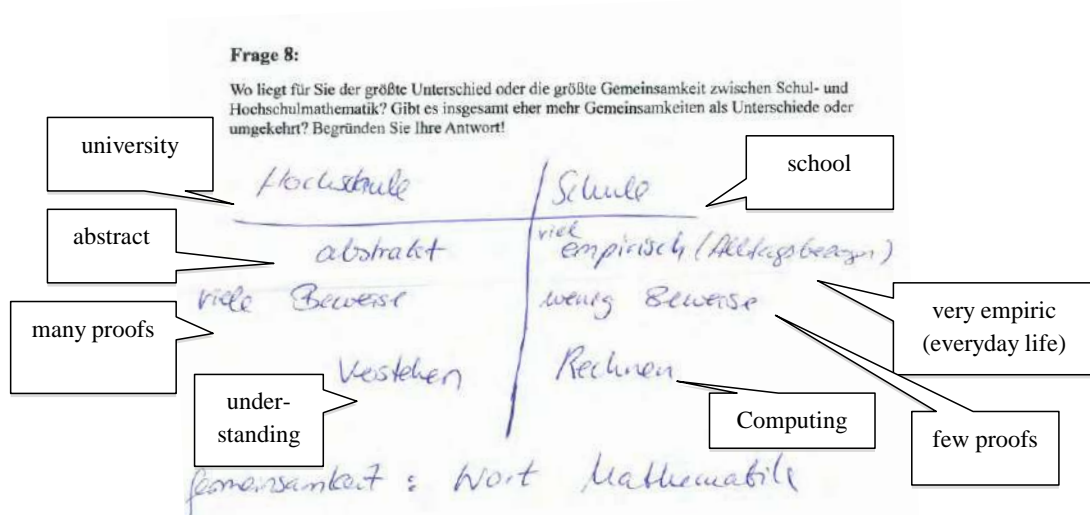 Frage 8:
Wo liegt für Sie der größte Unterschied oder die größte Gemeinsamkeit zwischen Schul- und
Hochschulmathematik? Gibt es insgesamt eher mehr Gemeinsamkeiten als Unterschiede oder
umgekehrt? Begründen Sie Ihre Antwort!
university
school
Hochschule Schule
abstract
abstrakt viel empirisch (Alltagsbezogen)
viele Beweise wenig Beweise
many proofs
very empiric
(everyday life)
Verstehen Rechnen
under-
standing
Computing
few proofs
Gemeinsamkeit : Wort Mathematik